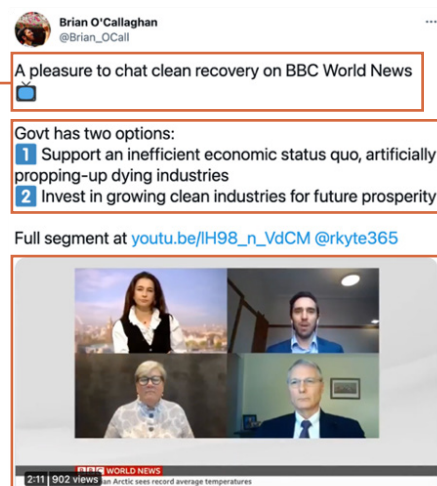 Brian O'Callaghan
@Brian_OCall
A pleasure to chat clean recovery on BBC World News
Govt has two options:
1 Support an inefficient economic status quo, artificially
propping-up dying industries
2 Invest in growing clean industries for future prosperity
Full segment at youtu.be/lH98_n_VdCM @rkyte365
BBC WORLD NEWS
2:11 902 views an Arctic sees record average temperatures